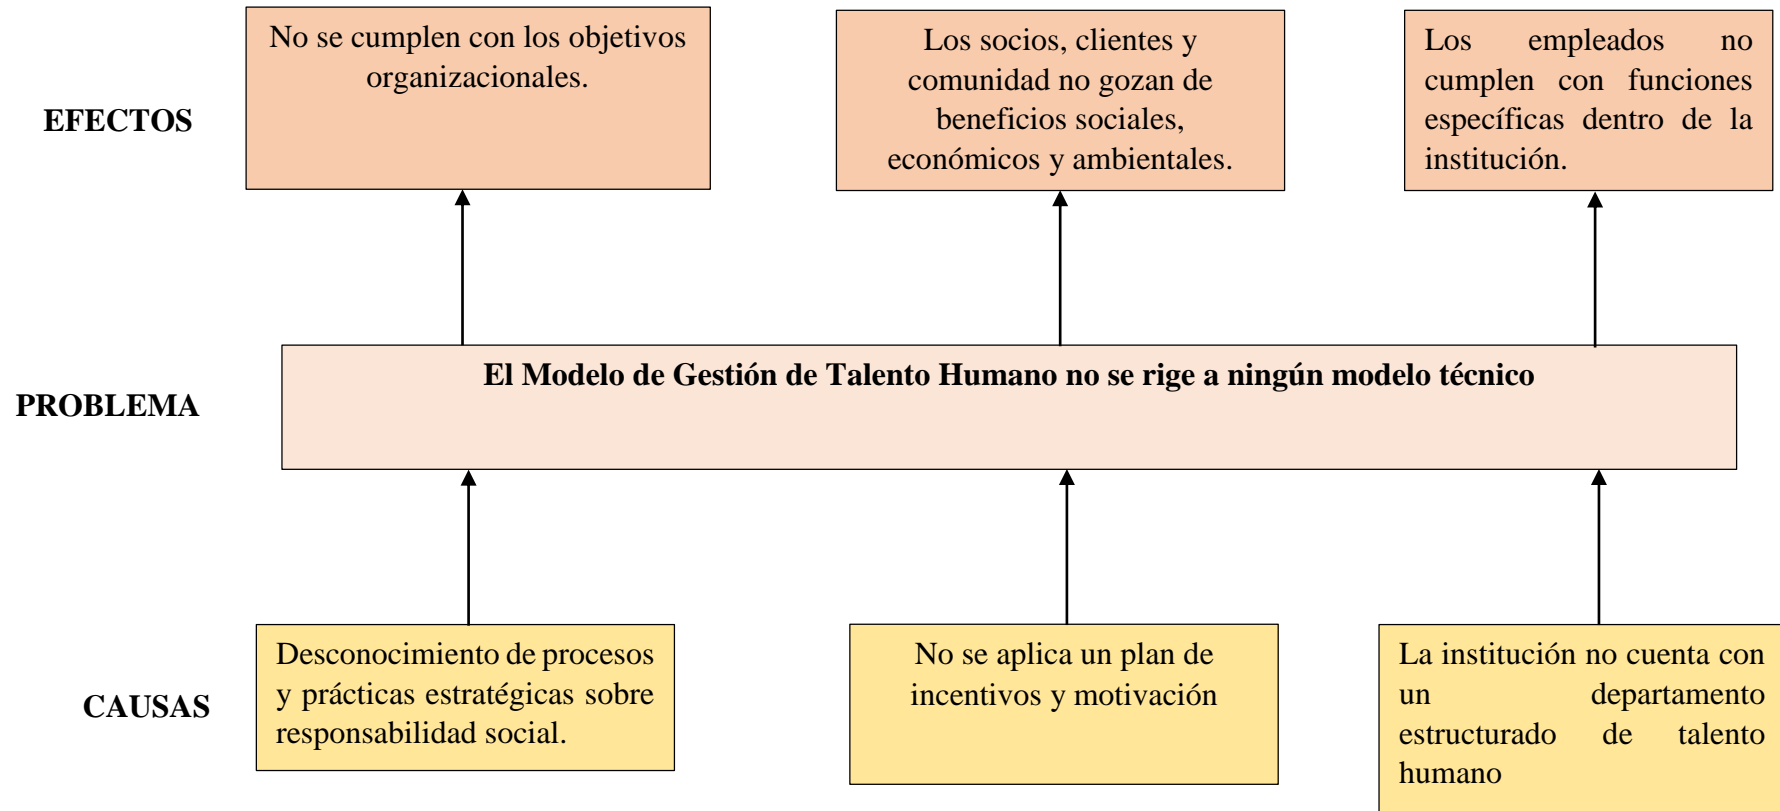 EFECTOS
No se cumplen con los objetivos
organizacionales.
Los socios, clientes y
comunidad no gozan de
beneficios sociales,
económicos y ambientales.
Los empleados no
cumplen con funciones
específicas dentro de la
institución.
PROBLEMA
El Modelo de Gestión de Talento Humano no se rige a ningún modelo técnico
CAUSAS
Desconocimiento de procesos
y prácticas estratégicas sobre
responsabilidad social.
No se aplica un plan de
incentivos y motivación
La institución no cuenta con
un departamento
estructurado de talento
humano